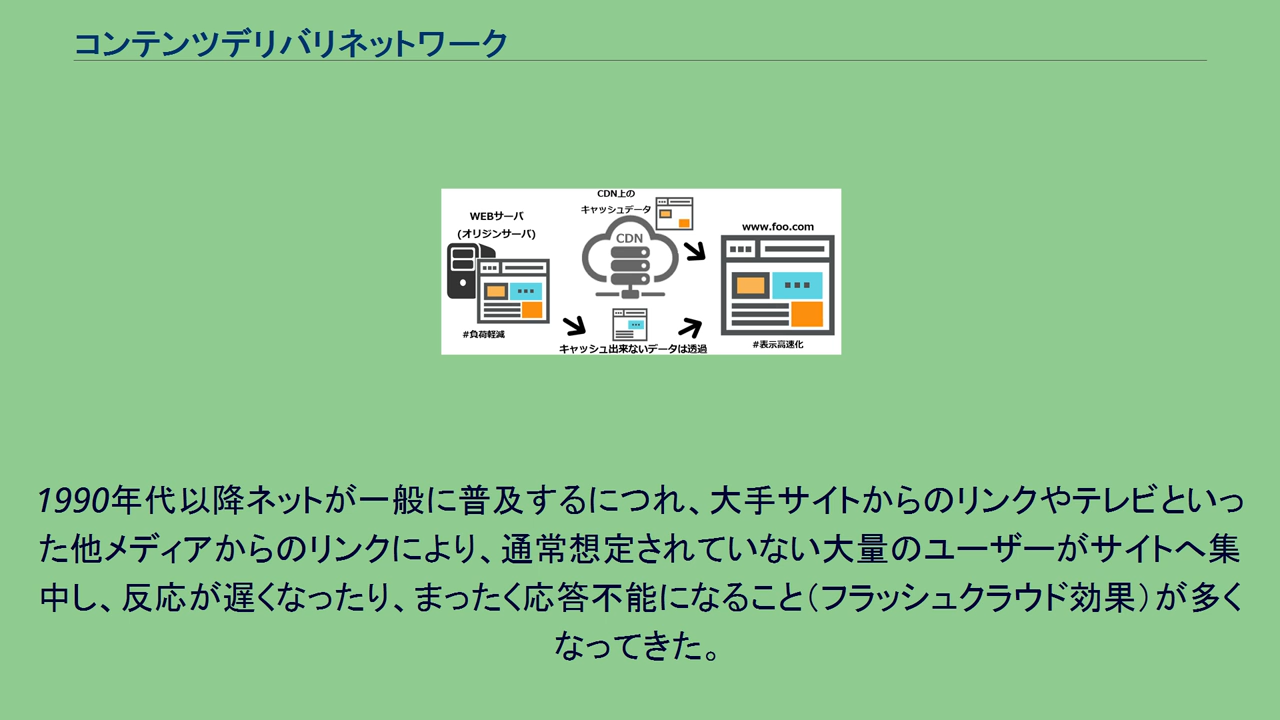 コンテンツデリバリネットワーク
CDN上の
キャッシュデータ
WEBサーバ
(オリジンサーバ)
CDN
www.foo.com
#負荷軽減
キャッシュ出来ないデータは透過
#表示高速化
1990年代以降ネットが一般に普及するにつれ、大手サイトからのリンクやテレビといっ
た他メディアからのリンクにより、通常想定されていない大量のユーザーがサイトへ集
中し、反応が遅くなったり、まったく応答不能になること（フラッシュクラウド効果）が多く
なってきた。